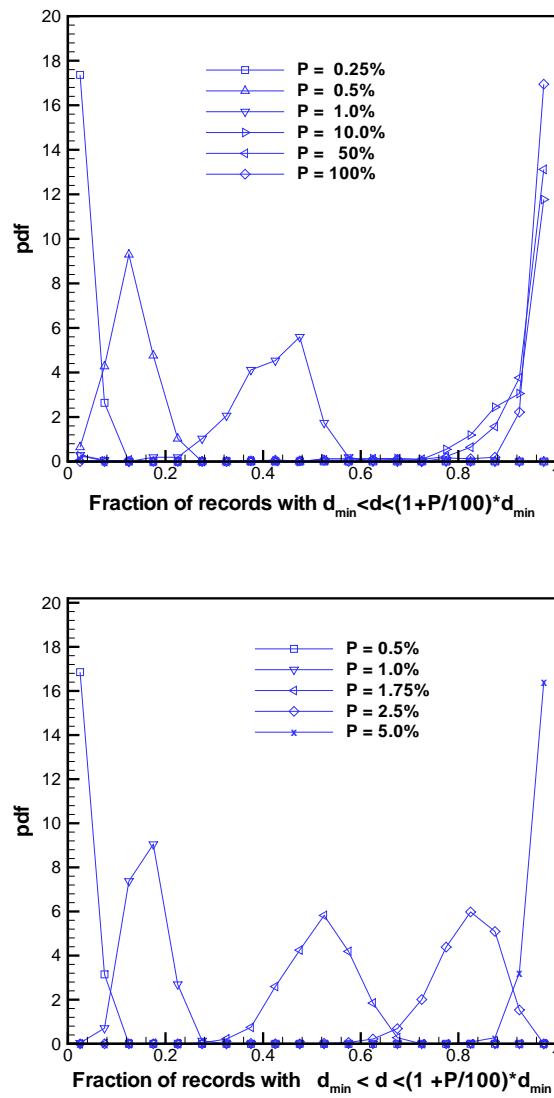 pdf
20
18
16
14
12
10
8
6
4
2
0
P = 0.25%
P = 0.5%
P = 1.0%
P = 10.0%
P = 50%
P = 100%
0 0.2 0.4 0.6 0.8 1
Fraction of records with dmin<d<(1+P/100)*dmin
pdf
20
18
16
14
12
10
8
6
4
2
0
P = 0.5%
P = 1.0%
P = 1.75%
P = 2.5%
P = 5.0%
0 0.2 0.4 0.6 0.8 1
Fraction of records with dmin < d <(1 +P/100)*dmin